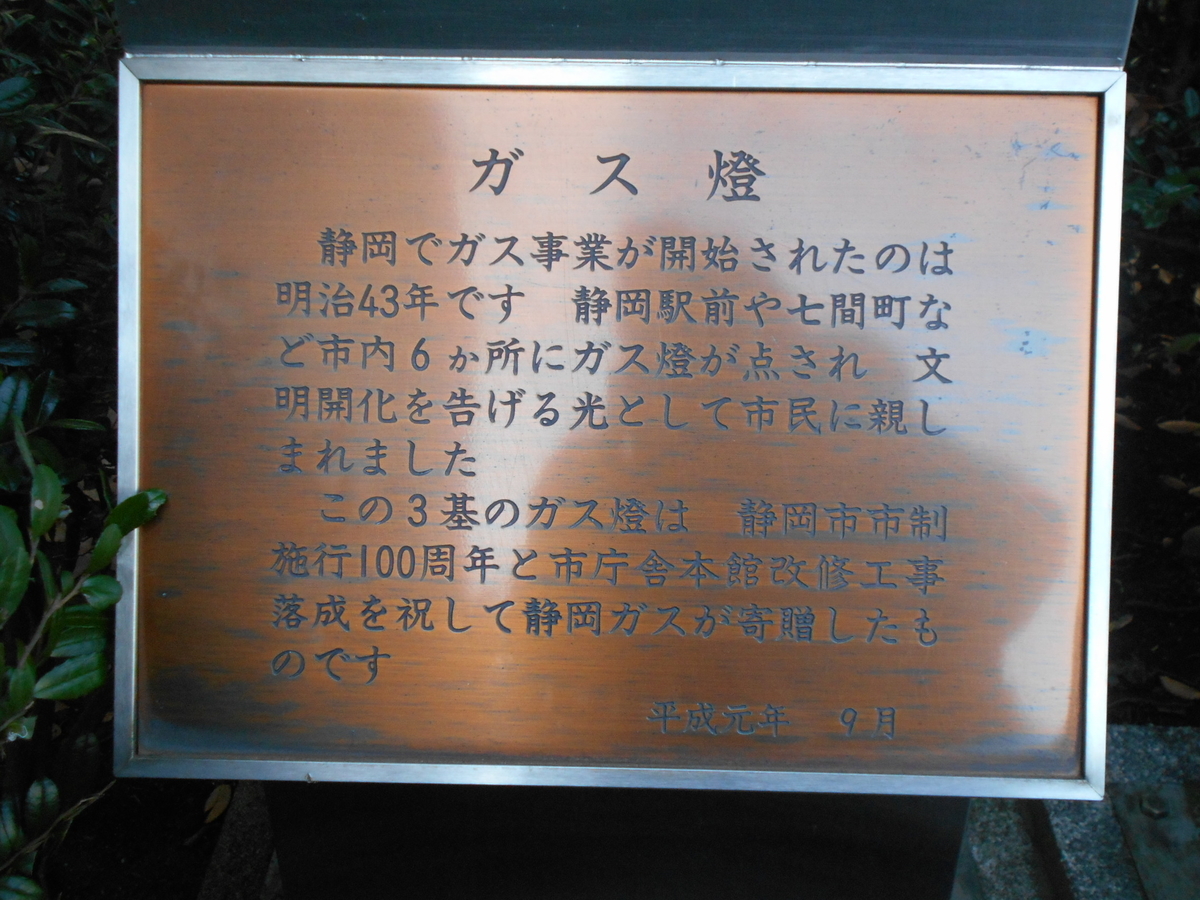 ガス燈
静岡でガス事業が開始されたのは
明治43年です　静岡駅前や七間町な
ど市内6か所にガス燈が点され　文
明開化を告げる光として市民に親し
まれました
この3基のガス燈は　静岡市市制
施行100周年と市庁舎本館改修工事
落成を祝して静岡ガスが寄贈したも
のです
平成元年　9月